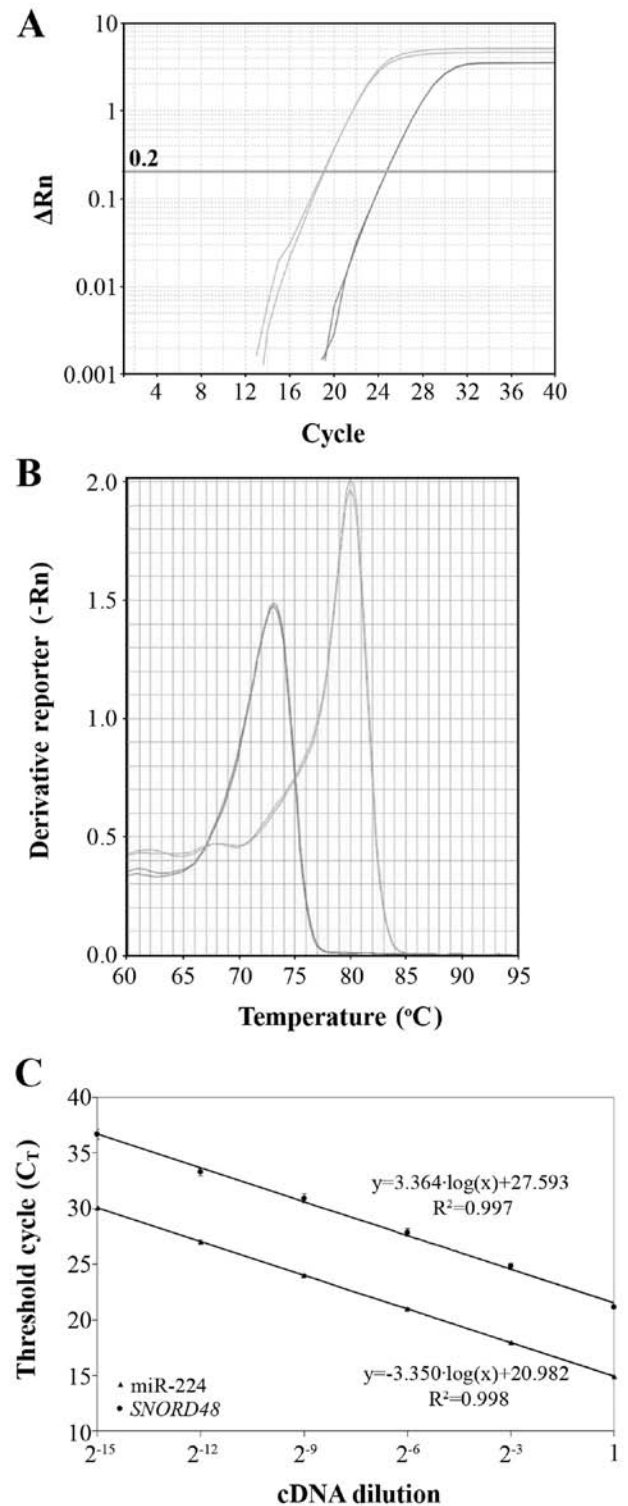 A
10
1
0.2
0.1
0.01
0.001
ΔRn
4 8 12 16 20 24 28 32 36 40
Cycle
B
2.0
1.5
1.0
0.5
0.0
Derivative reporter (-Rn)
60 65 70 75 80 85 90 95
Temperature (°C)
C
40
35
30
25
20
15
10
Threshold cycle (CT)
y=3.364·log(x)+27.593
R²=0.997
y=-3.350·log(x)+20.982
R²=0.998
miR-224
SNORD48
2⁻¹⁵ 2⁻¹² 2⁻⁹ 2⁻⁶ 2⁻³ 1
cDNA dilution